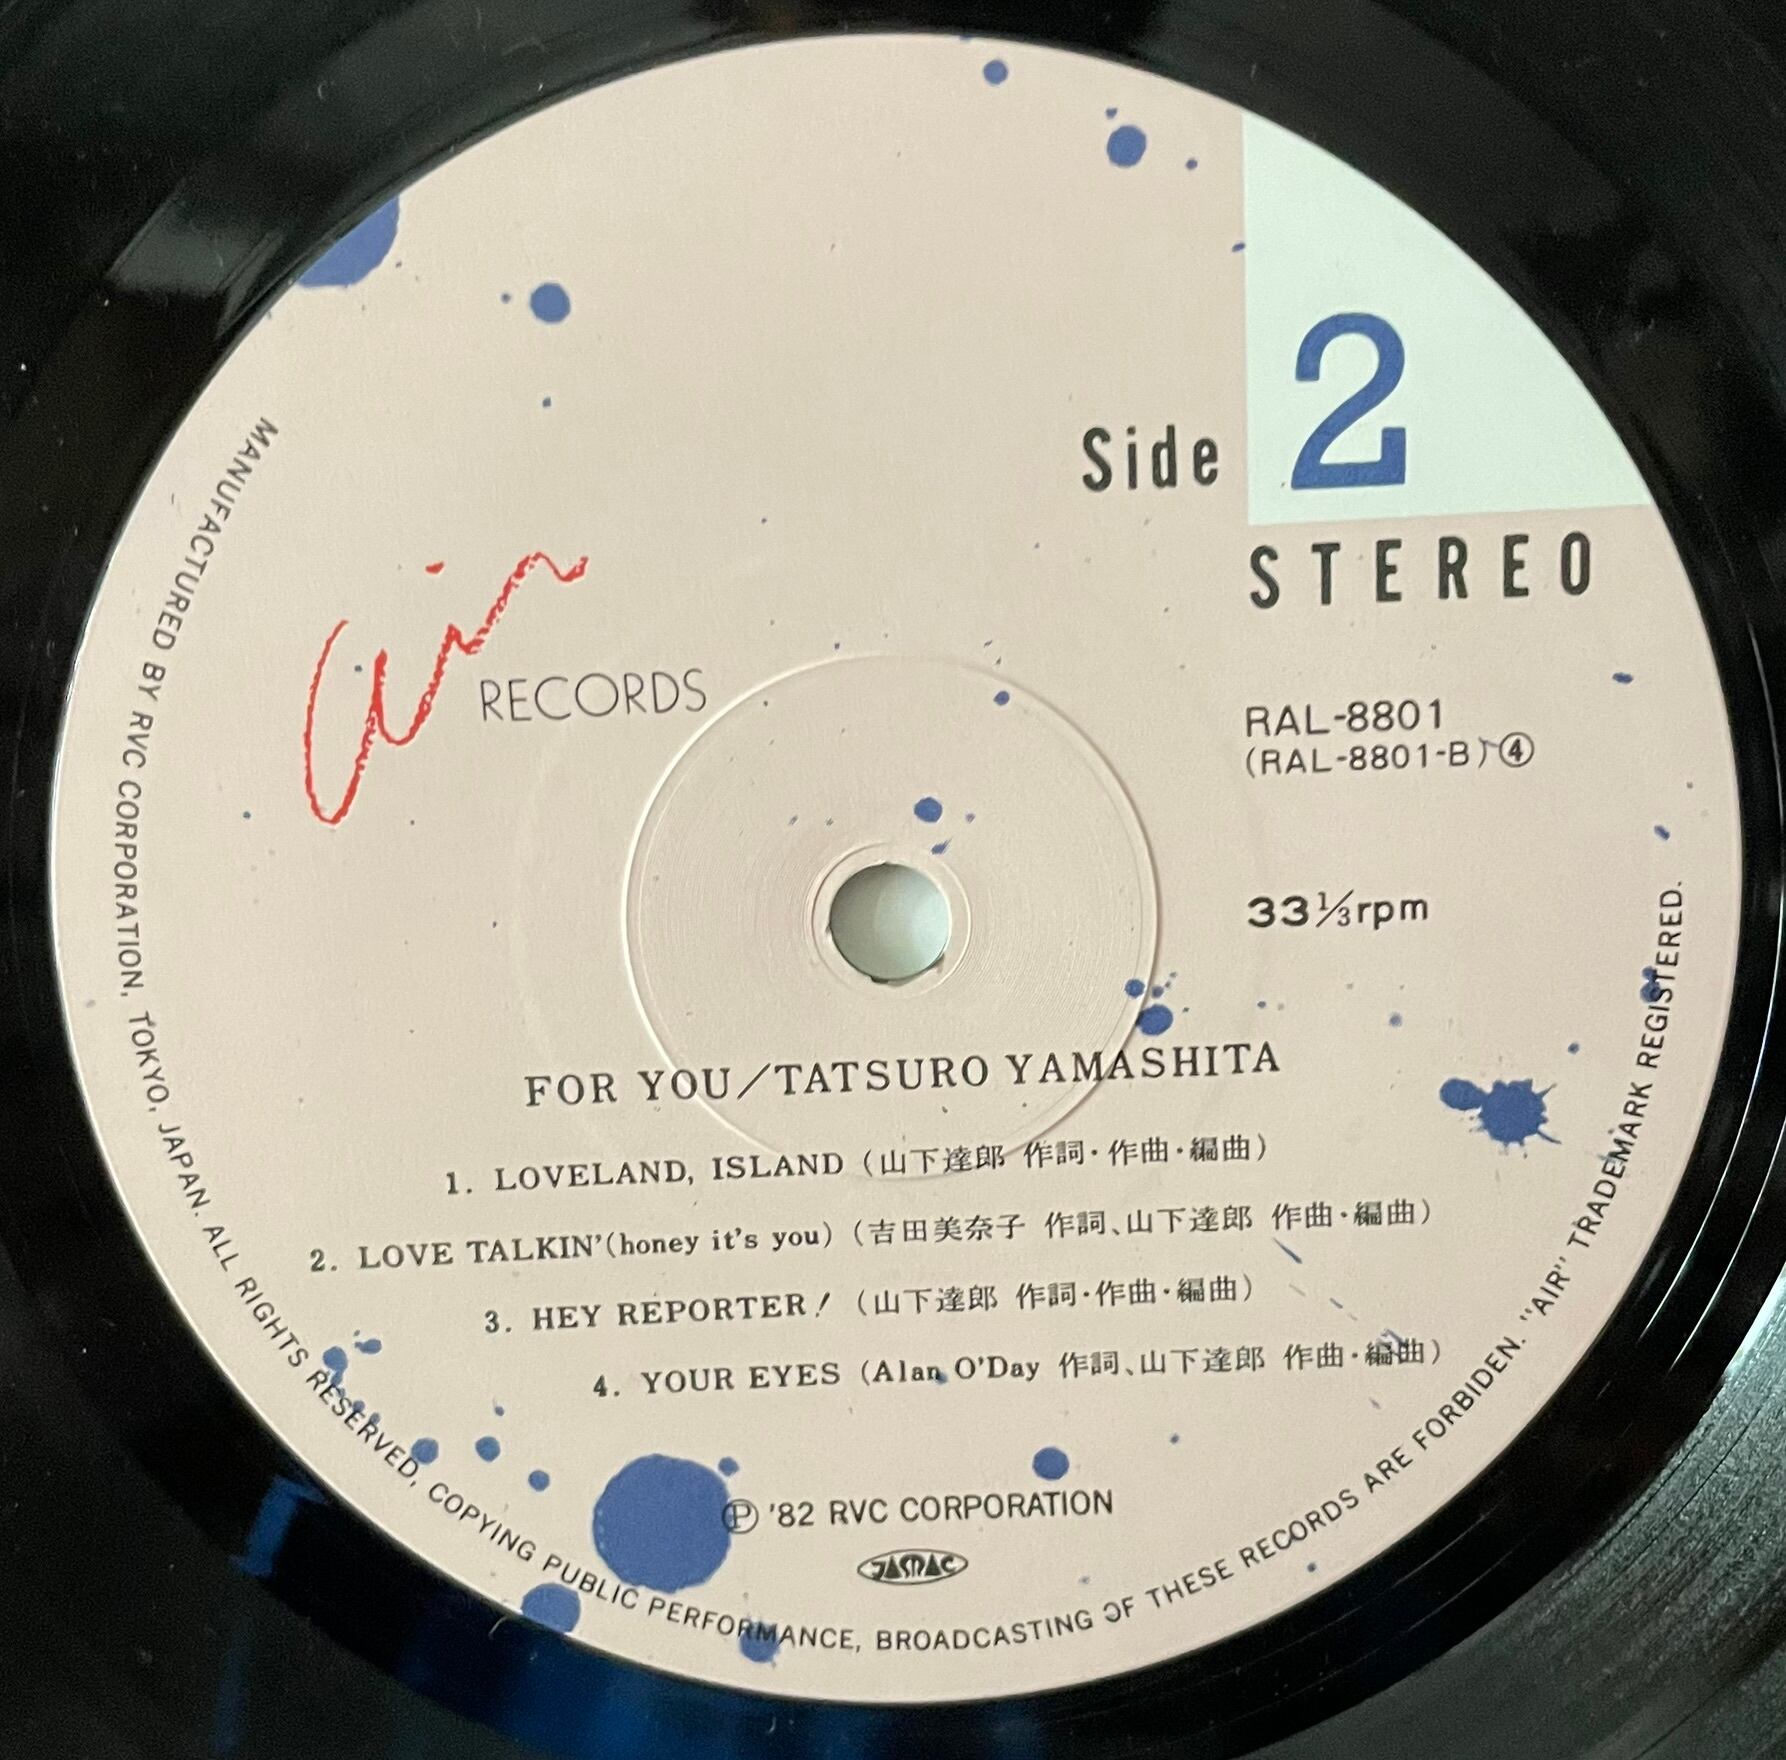 Side 2
STEREO
Air RECORDS
RAL-8801
(RAL-8801-B) ④
33 1/3 rpm
FOR YOU/TATSURO YAMASHITA
1. LOVELAND, ISLAND (山下達郎 作詞・作曲・編曲)
2. LOVE TALKIN'(honey it's you) (吉田美奈子 作詞、山下達郎 作曲・編曲)
3. HEY REPORTER! (山下達郎 作詞・作曲・編曲)
4. YOUR EYES (Alan O'Day 作詞、山下達郎 作曲・編曲)
Ⓟ '82 RVC CORPORATION
JASRAC
MANUFACTURED BY RVC CORPORATION, TOKYO, JAPAN. ALL RIGHTS RESERVED, COPYING PUBLIC PERFORMANCE, BROADCASTING OF THESE RECORDS ARE FORBIDEN. "AIR" TRADEMARK REGISTERED.